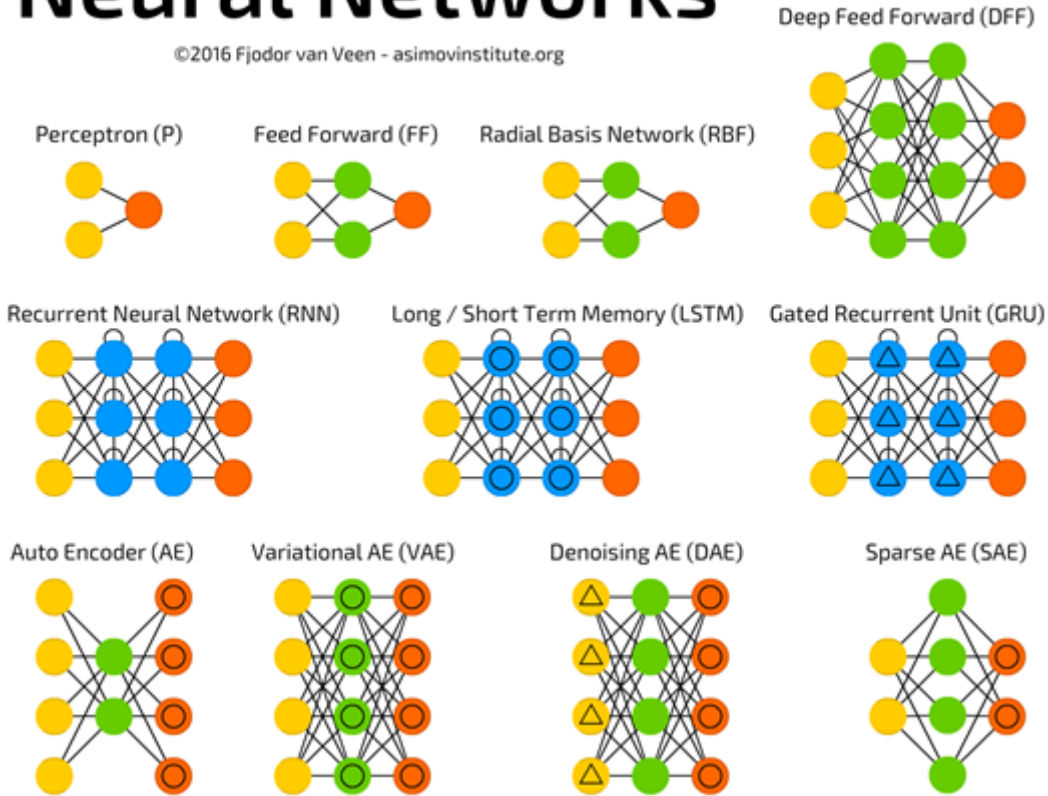 Neural Networks
Deep Feed Forward (DFF)
©2016 Fjodor van Veen - asimovinstitute.org
Perceptron (P)
Feed Forward (FF)
Radial Basis Network (RBF)
Recurrent Neural Network (RNN)
Long / Short Term Memory (LSTM)
Gated Recurrent Unit (GRU)
Auto Encoder (AE)
Variational AE (VAE)
Denoising AE (DAE)
Sparse AE (SAE)